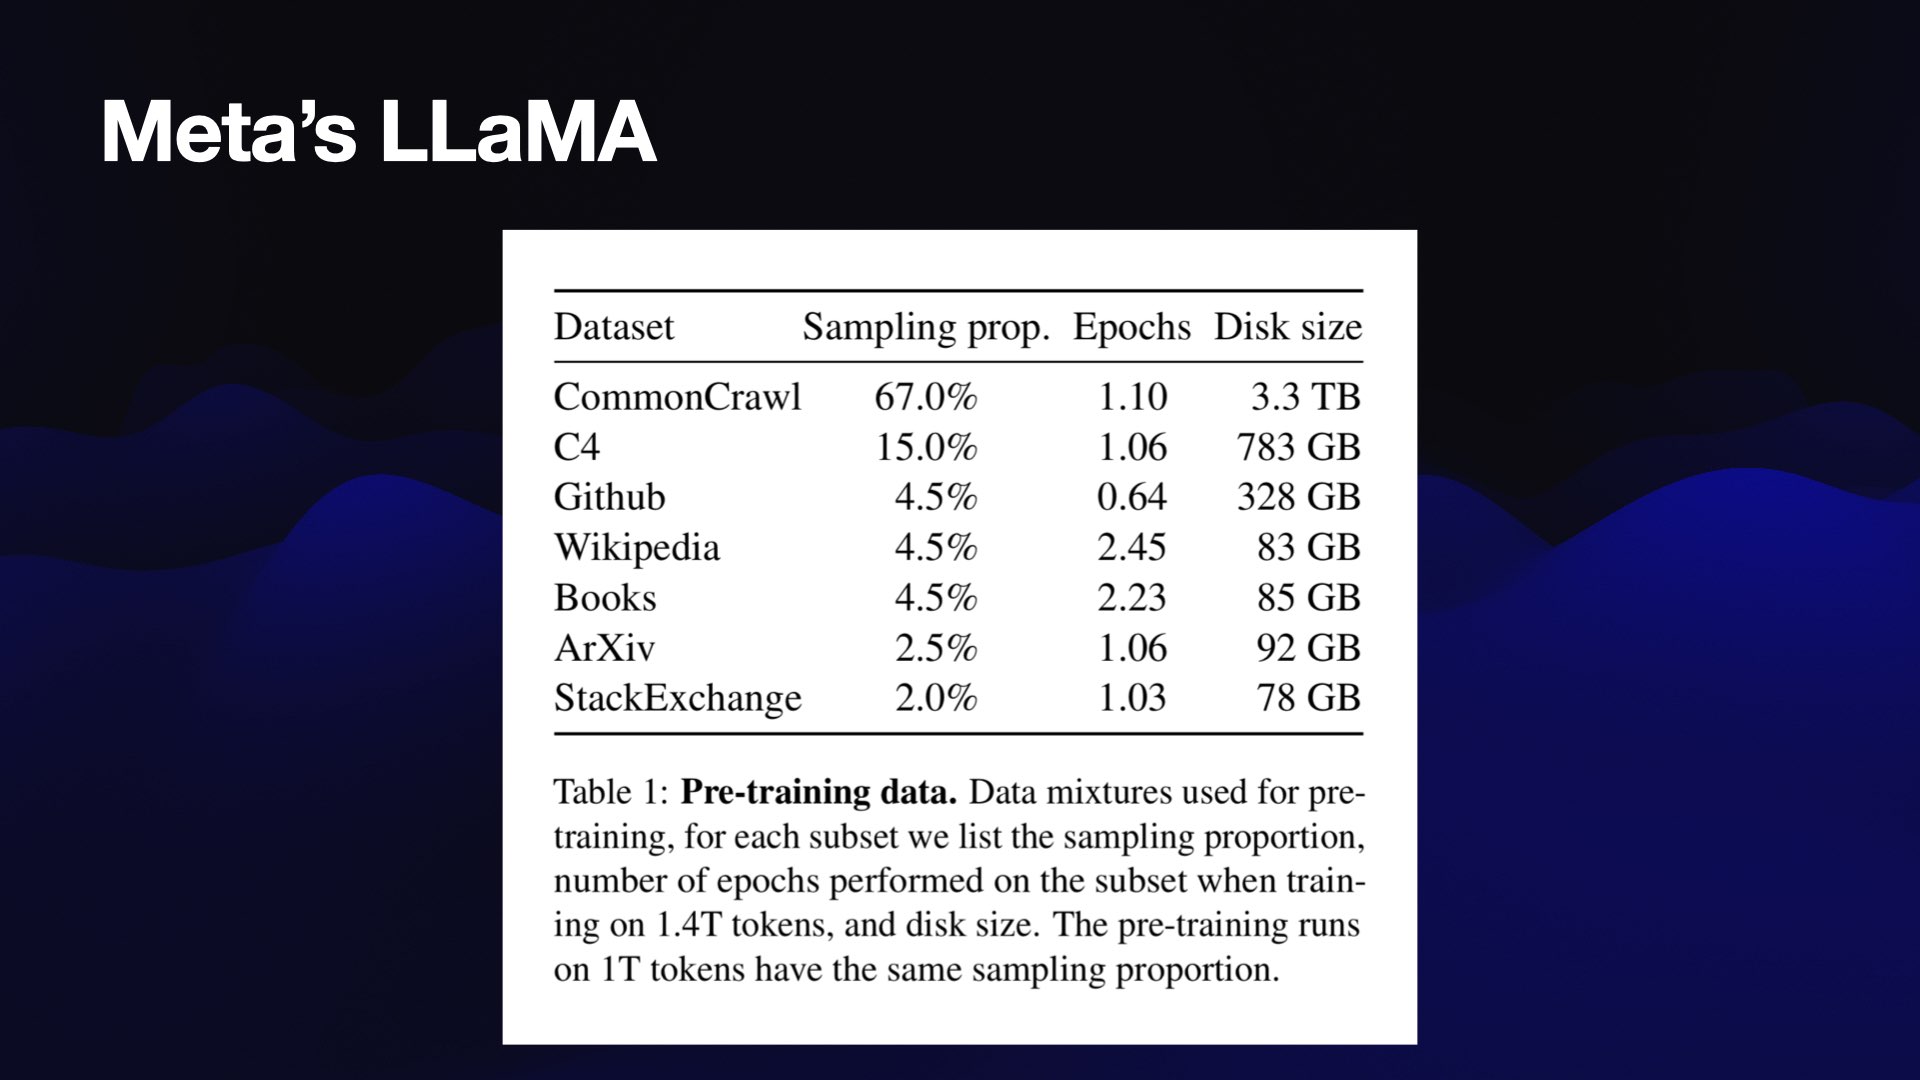 Meta’s LLaMA
Dataset Sampling prop. Epochs Disk size
CommonCrawl 67.0% 1.10 3.3 TB
C4 15.0% 1.06 783 GB
Github 4.5% 0.64 328 GB
Wikipedia 4.5% 2.45 83 GB
Books 4.5% 2.23 85 GB
ArXiv 2.5% 1.06 92 GB
StackExchange 2.0% 1.03 78 GB
Table 1: Pre-training data. Data mixtures used for pre-
training, for each subset we list the sampling proportion,
number of epochs performed on the subset when train-
ing on 1.4T tokens, and disk size. The pre-training runs
on 1T tokens have the same sampling proportion.